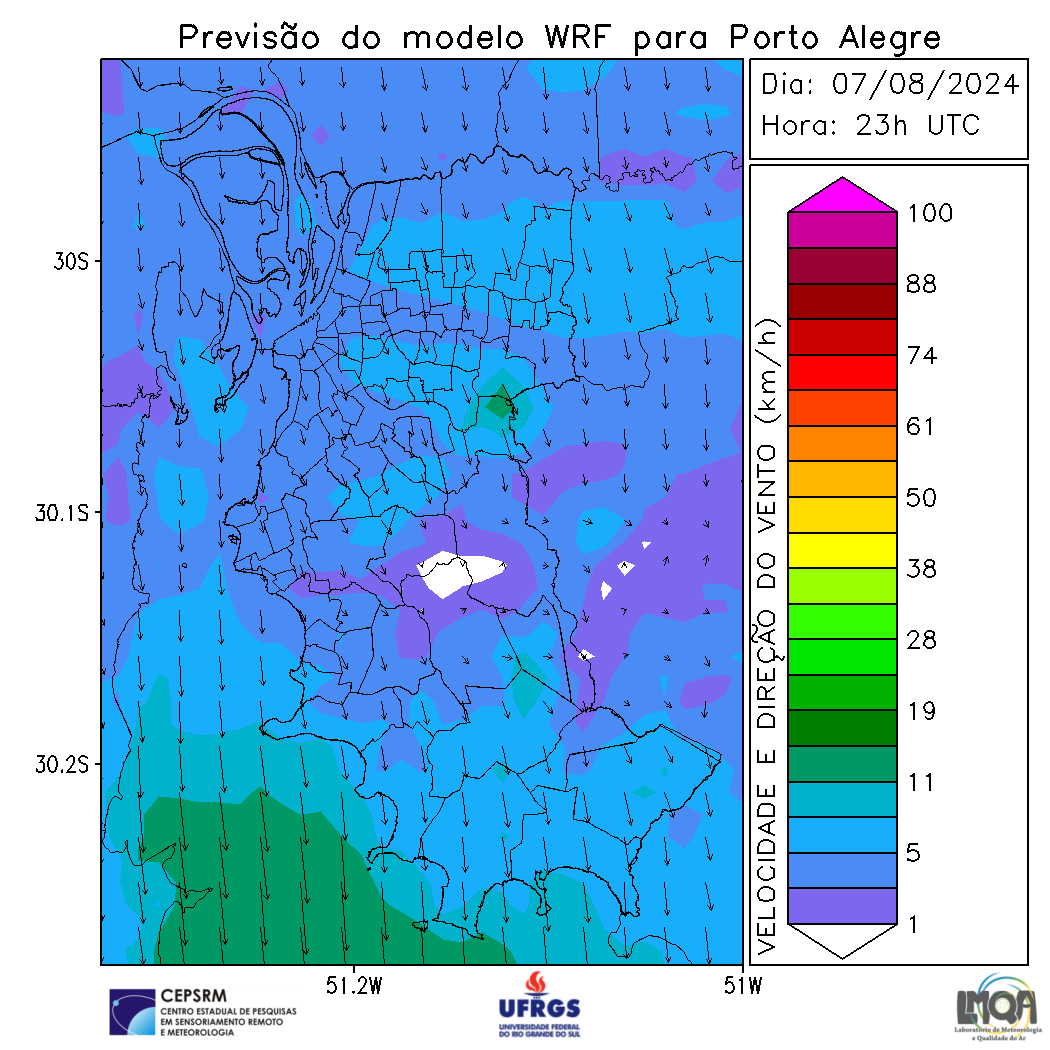 Previsão do modelo WRF para Porto Alegre
Dia: 07/08/2024
Hora: 23h UTC
30S
30.1S
30.2S
51.2W
51W
VELOCIDADE E DIREÇÃO DO VENTO (km/h)
100
88
74
61
50
38
28
19
11
5
1
CEPSRM
CENTRO ESTADUAL DE PESQUISAS
EM SENSORIAMENTO REMOTO
E METEOROLOGIA
UFRGS
UNIVERSIDADE FEDERAL
DO RIO GRANDE DO SUL
LMQA
Laboratório de Meteorologia
e Qualidade do Ar